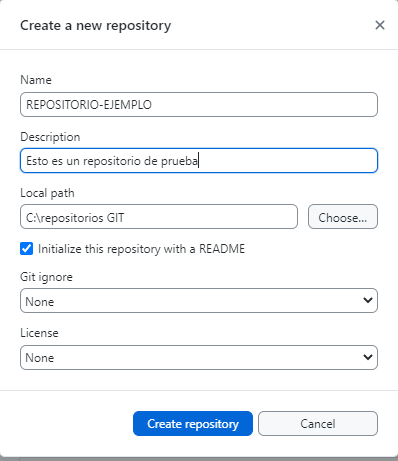 Create a new repository
Name
REPOSITORIO-EJEMPLO
Description
Esto es un repositorio de prueba
Local path
C:\repositorios GIT
Choose...
Initialize this repository with a README
Git ignore
None
License
None
Create repository
Cancel